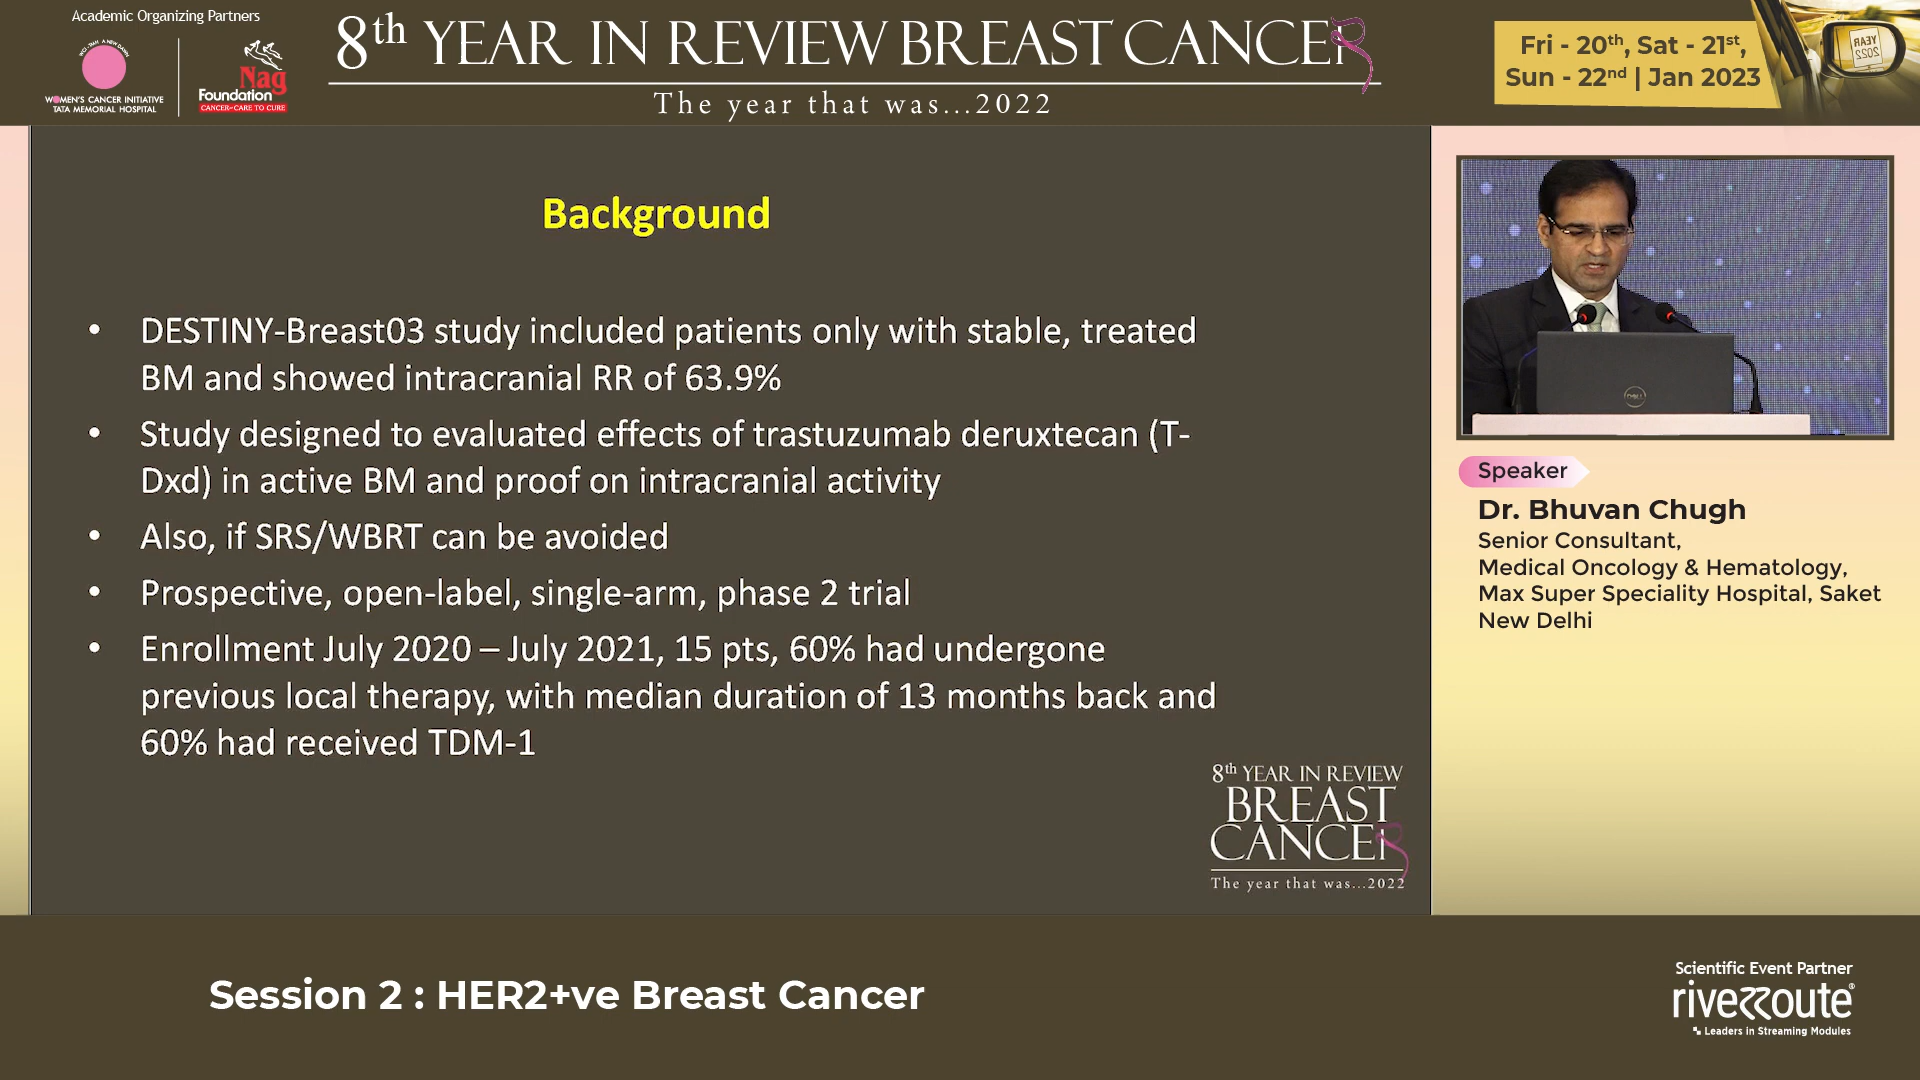 Academic Organizing Partners
WOMEN'S CANCER INITIATIVE
TATA MEMORIAL HOSPITAL
Nag
Foundation
CANCER-CARE TO CURE
8th YEAR IN REVIEW BREAST CANCER
The year that was...2022
Fri - 20th, Sat - 21st,
Sun - 22nd | Jan 2023
YEAR
2022
Background
• DESTINY-Breast03 study included patients only with stable, treated
BM and showed intracranial RR of 63.9%
• Study designed to evaluated effects of trastuzumab deruxtecan (T-
Dxd) in active BM and proof on intracranial activity
• Also, if SRS/WBRT can be avoided
• Prospective, open-label, single-arm, phase 2 trial
• Enrollment July 2020 – July 2021, 15 pts, 60% had undergone
previous local therapy, with median duration of 13 months back and
60% had received TDM-1
8th YEAR IN REVIEW
BREAST
CANCER
The year that was...2022
DELL
Speaker
Dr. Bhuvan Chugh
Senior Consultant,
Medical Oncology & Hematology,
Max Super Speciality Hospital, Saket
New Delhi
Session 2 : HER2+ve Breast Cancer
Scientific Event Partner
riverroute®
Leaders in Streaming Modules